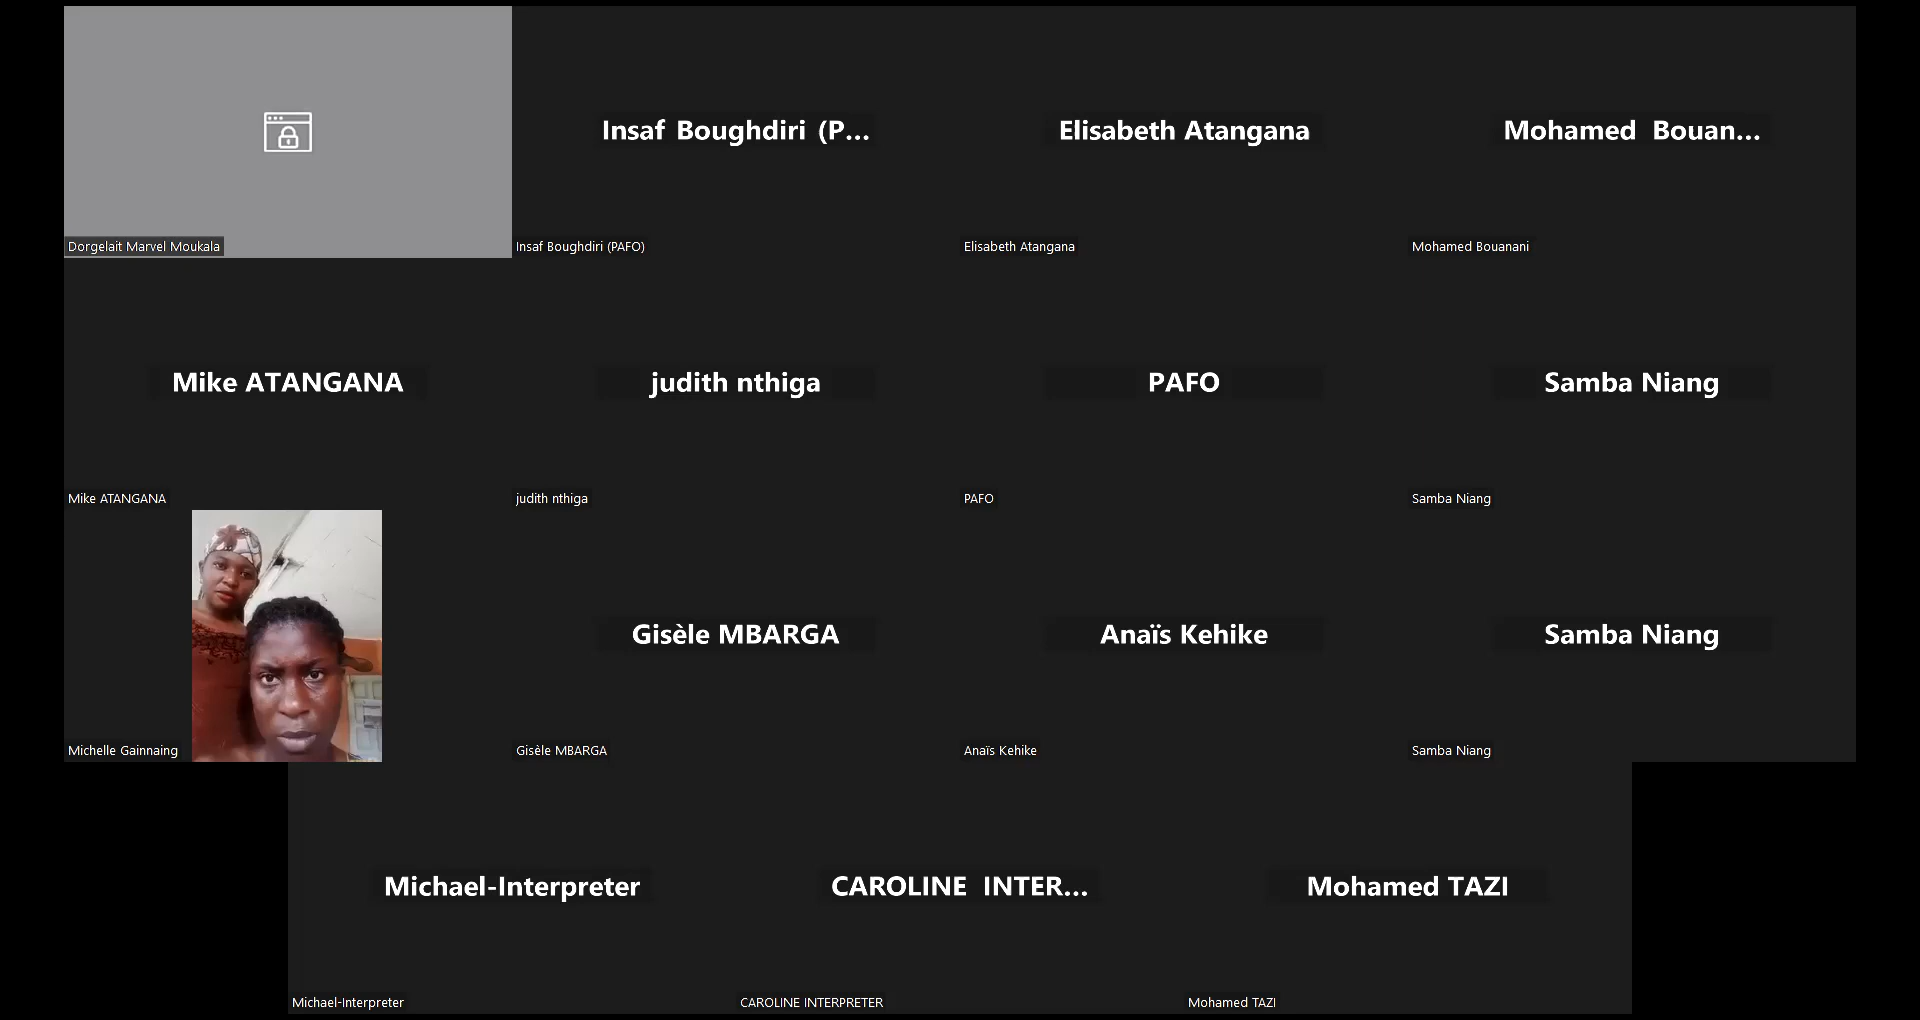 Insaf Boughdiri (P...
Elisabeth Atangana
Mohamed Bouan...
Dorgelait Marvel Moukala
Insaf Boughdiri (PAFO)
Elisabeth Atangana
Mohamed Bouanani
Mike ATANGANA
judith nthiga
PAFO
Samba Niang
Mike ATANGANA
judith nthiga
PAFO
Samba Niang
Gisèle MBARGA
Anaïs Kehike
Samba Niang
Michelle Gainnaing
Gisèle MBARGA
Anaïs Kehike
Samba Niang
Michael-Interpreter
CAROLINE INTER...
Mohamed TAZI
Michael-Interpreter
CAROLINE INTERPRETER
Mohamed TAZI